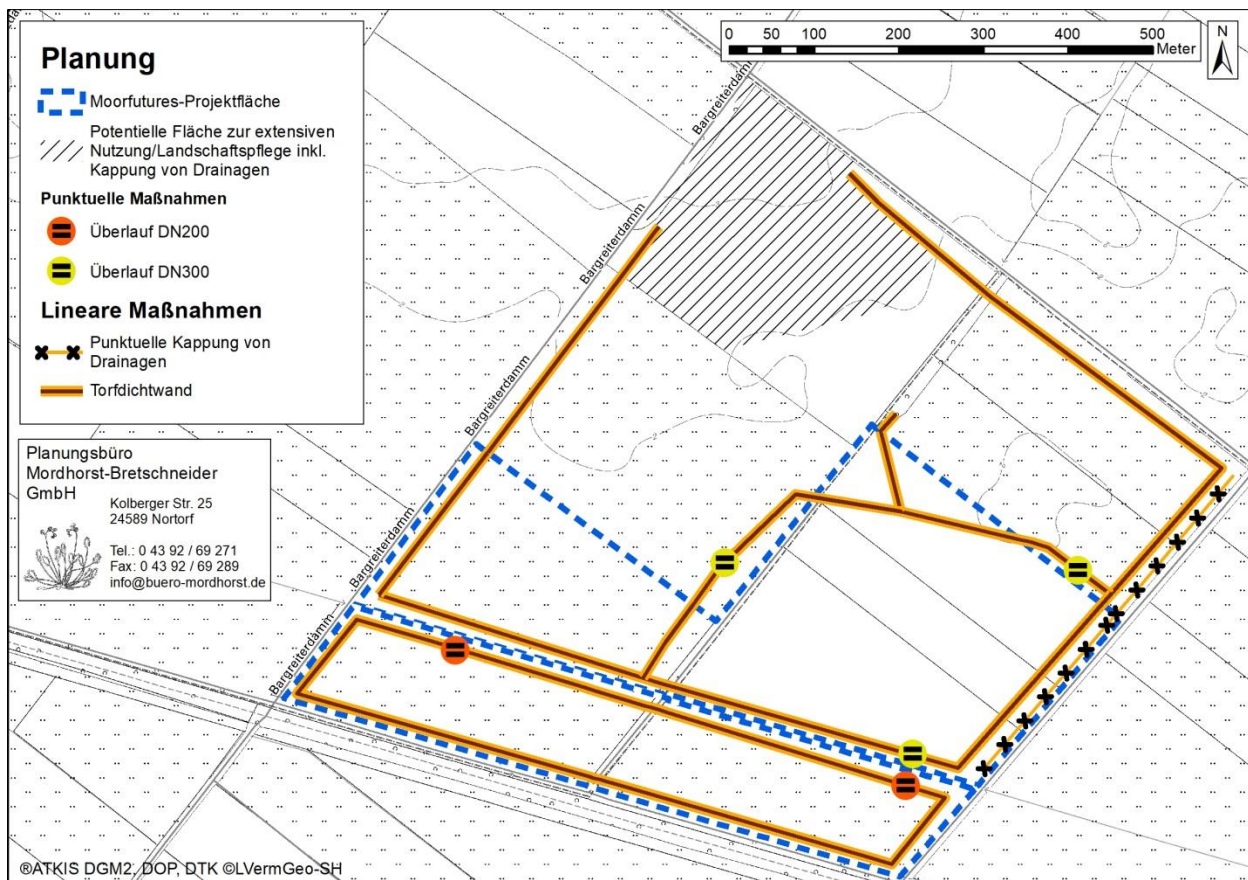 Planung
Moorfutures-Projektfläche
Potentielle Fläche zur extensiven
Nutzung/Landschaftspflege inkl.
Kappung von Drainagen
Punktuelle Maßnahmen
Überlauf DN200
Überlauf DN300
Lineare Maßnahmen
Punktuelle Kappung von
Drainagen
Torfdichtwand
Planungsbüro
Mordhorst-Bretschneider
GmbH
Kolberger Str. 25
24589 Nortorf
Tel.: 0 43 92 / 69 271
Fax: 0 43 92 / 69 289
info@buero-mordhorst.de
0 50 100 200 300 400 500
Meter
N
Bargreiterdamm
Bargreiterdamm
Bargreiterdamm
Bargreiterdamm
Bargreiterdamm
Bargreiterdamm
Bargreiterdamm
®ATKIS DGM2, DOP, DTK ©LVermGeo-SH